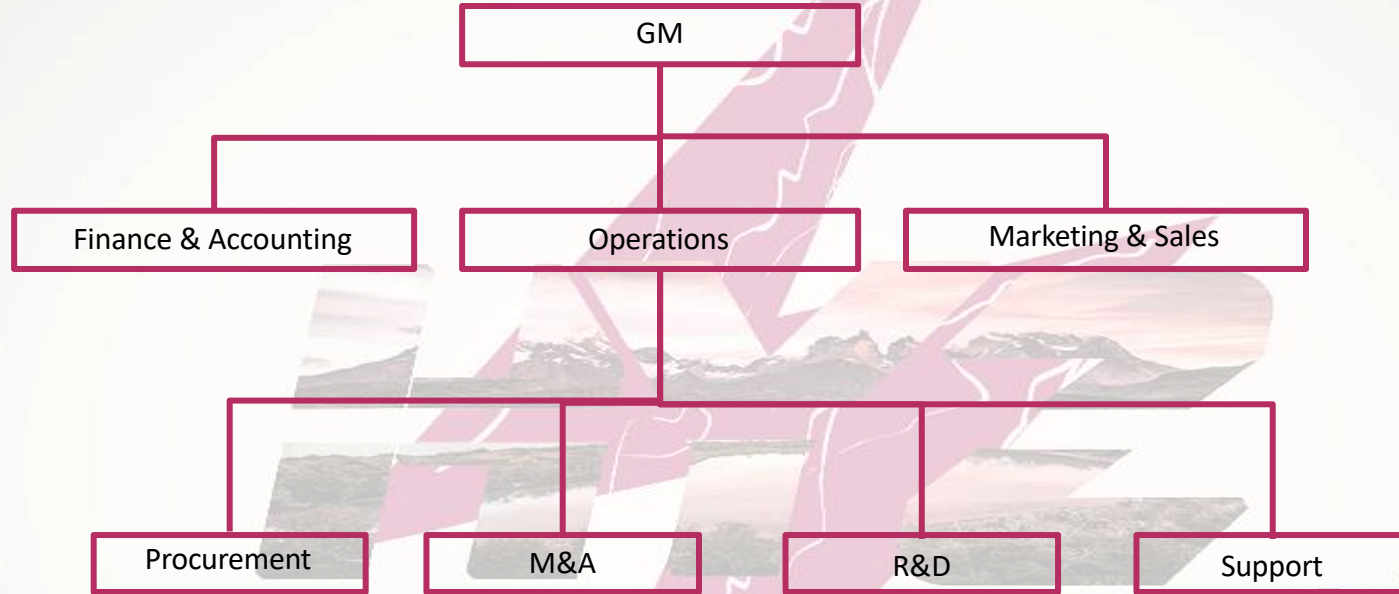 GM
Finance & Accounting
Operations
Marketing & Sales
Procurement
M&A
R&D
Support